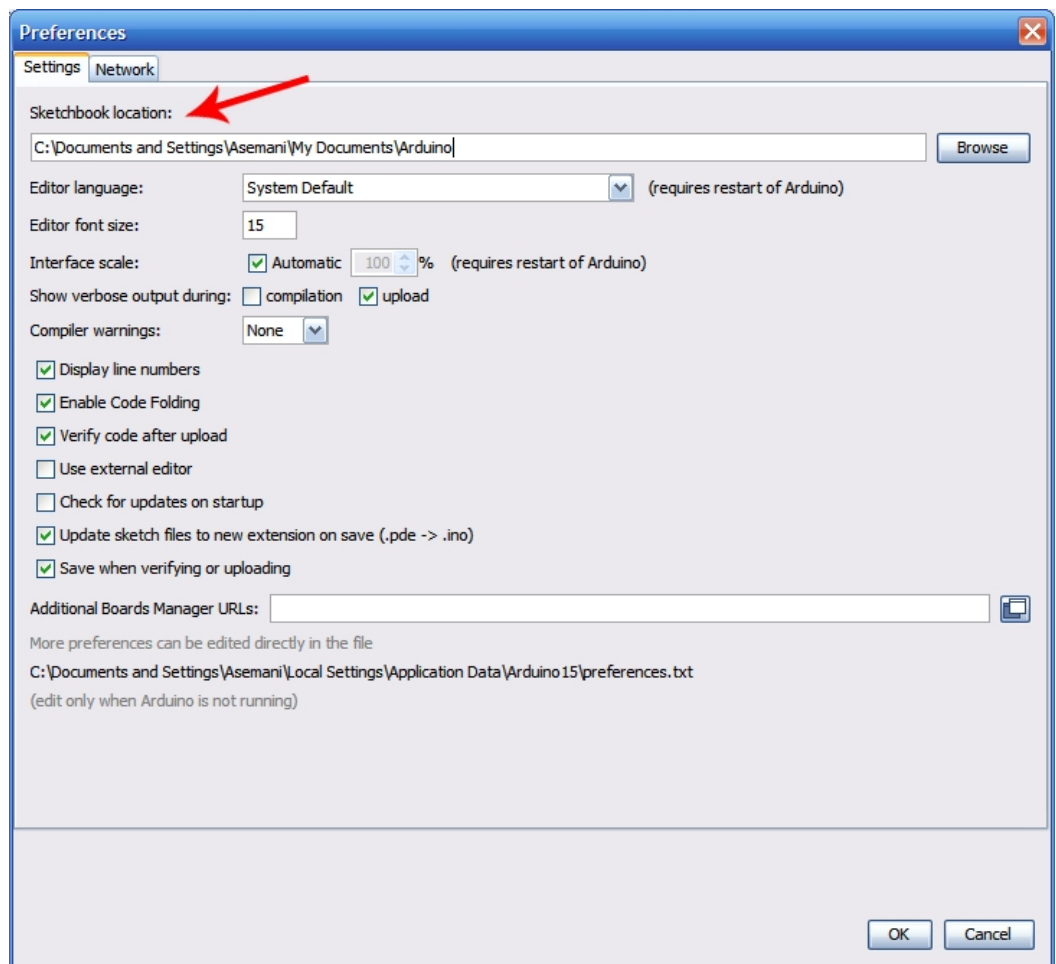 Preferences
Settings Network
Sketchbook location:
C:\Documents and Settings\Asemani\My Documents\Arduino Browse
Editor language: System Default (requires restart of Arduino)
Editor font size: 15
Interface scale: Automatic 100 % (requires restart of Arduino)
Show verbose output during: compilation upload
Compiler warnings: None
Display line numbers
Enable Code Folding
Verify code after upload
Use external editor
Check for updates on startup
Update sketch files to new extension on save (.pde -> .ino)
Save when verifying or uploading
Additional Boards Manager URLs:
More preferences can be edited directly in the file
C:\Documents and Settings\Asemani\Local Settings\Application Data\Arduino15\preferences.txt
(edit only when Arduino is not running)
OK Cancel